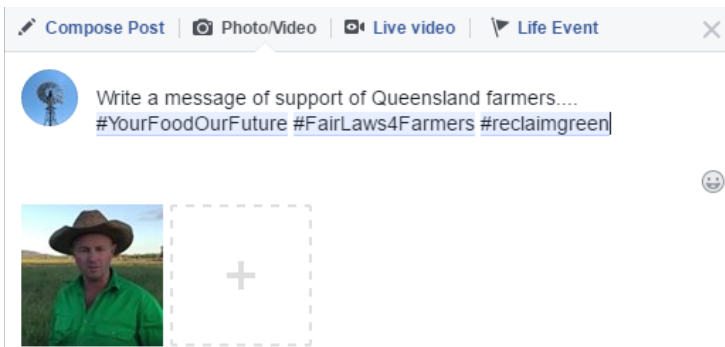 Compose Post Photo/Video Live video Life Event
Write a message of support of Queensland farmers....
#YourFoodOurFuture #FairLaws4Farmers #reclaimgreen